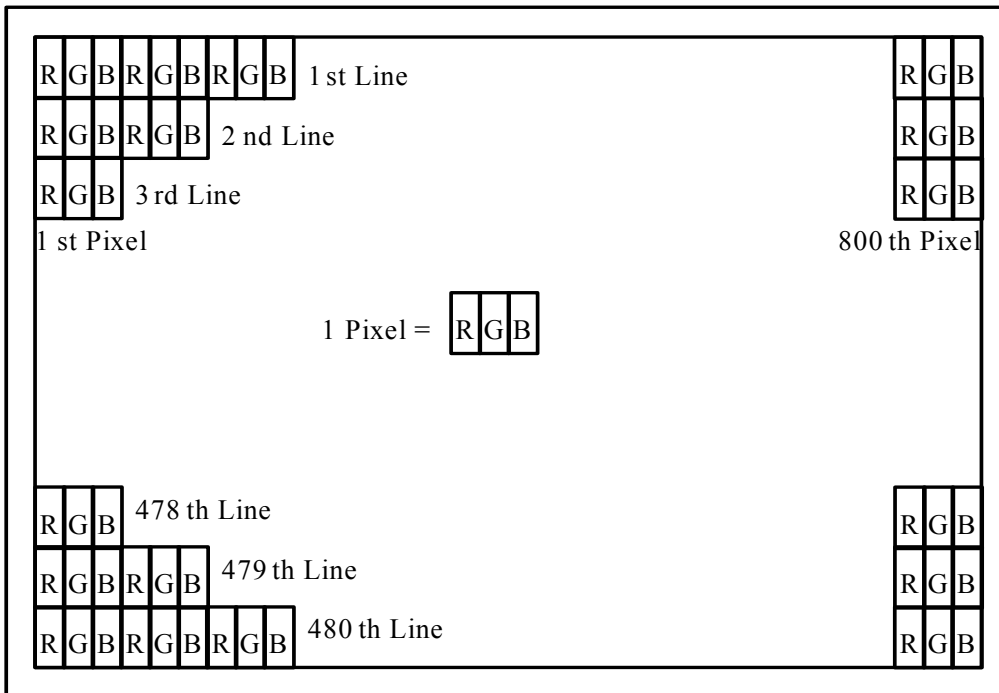 R G B R G B R G B 1 st Line R G B
R G B R G B 2 nd Line R G B
R G B 3 rd Line R G B
1 st Pixel 800 th Pixel
1 Pixel = R G B
R G B 478 th Line R G B
R G B R G B 479 th Line R G B
R G B R G B R G B 480 th Line R G B